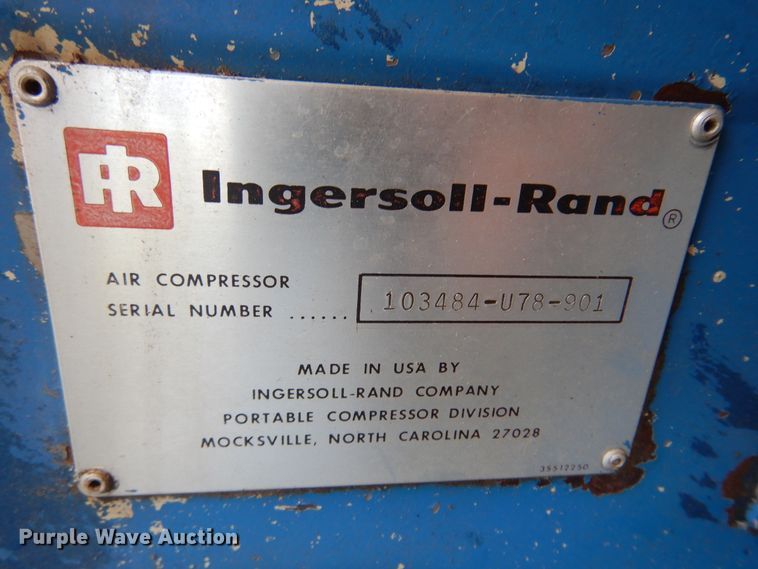 IR Ingersoll-Rand®
AIR COMPRESSOR
SERIAL NUMBER ...... 103484-U78-901
MADE IN USA BY
INGERSOLL-RAND COMPANY
PORTABLE COMPRESSOR DIVISION
MOCKSVILLE, NORTH CAROLINA 27028
35512250
Purple Wave Auction